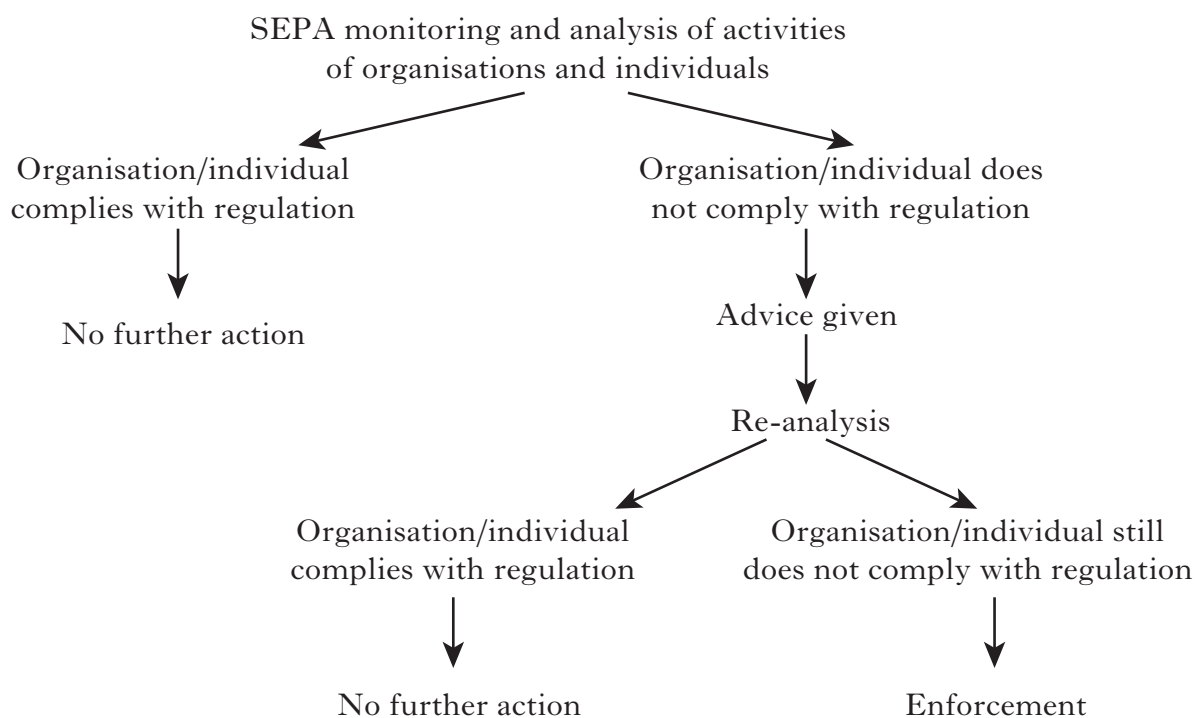 SEPA monitoring and analysis of activities
of organisations and individuals
Organisation/individual
complies with regulation
Organisation/individual does
not comply with regulation
No further action
Advice given
Re-analysis
Organisation/individual
complies with regulation
Organisation/individual still
does not comply with regulation
No further action
Enforcement